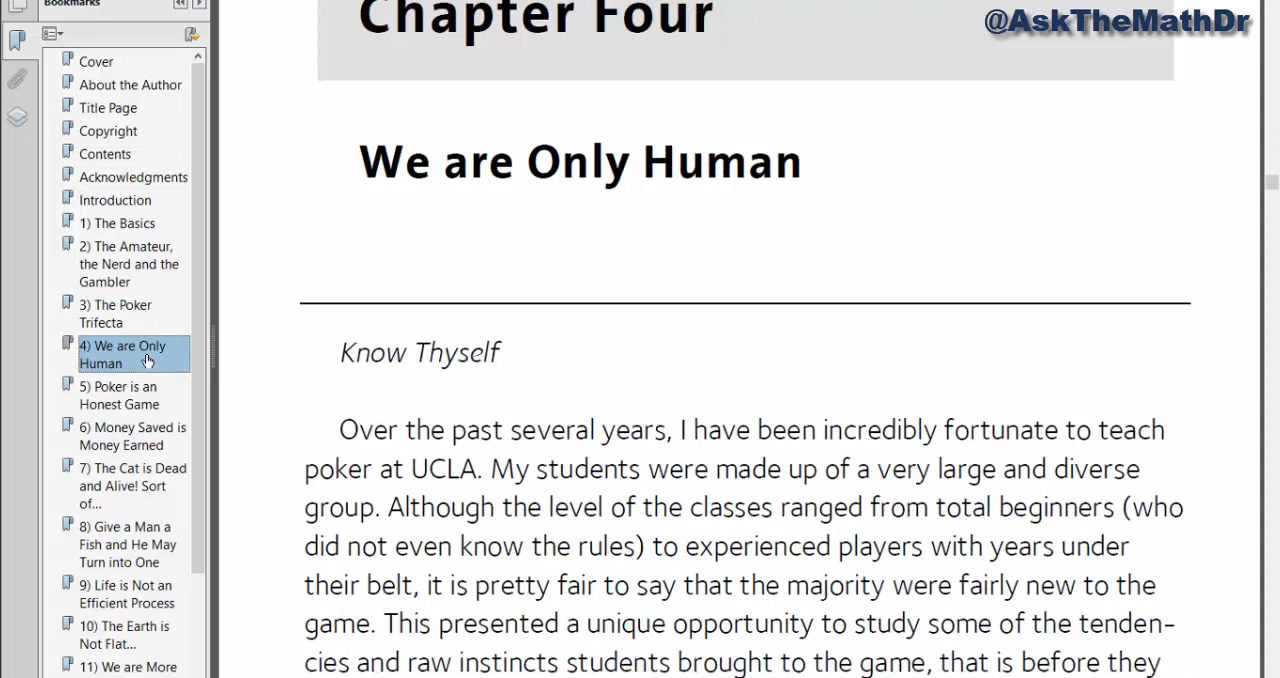 Bookmarks
Cover
About the Author
Title Page
Copyright
Contents
Acknowledgments
Introduction
1) The Basics
2) The Amateur,
the Nerd and the
Gambler
3) The Poker
Trifecta
4) We are Only
Human
5) Poker is an
Honest Game
6) Money Saved is
Money Earned
7) The Cat is Dead
and Alive! Sort
of...
8) Give a Man a
Fish and He May
Turn into One
9) Life is Not an
Efficient Process
10) The Earth is
Not Flat...
11) We are More
@AskTheMathDr
Chapter Four
We are Only Human
Know Thyself
Over the past several years, I have been incredibly fortunate to teach
poker at UCLA. My students were made up of a very large and diverse
group. Although the level of the classes ranged from total beginners (who
did not even know the rules) to experienced players with years under
their belt, it is pretty fair to say that the majority were fairly new to the
game. This presented a unique opportunity to study some of the tenden-
cies and raw instincts students brought to the game, that is before they